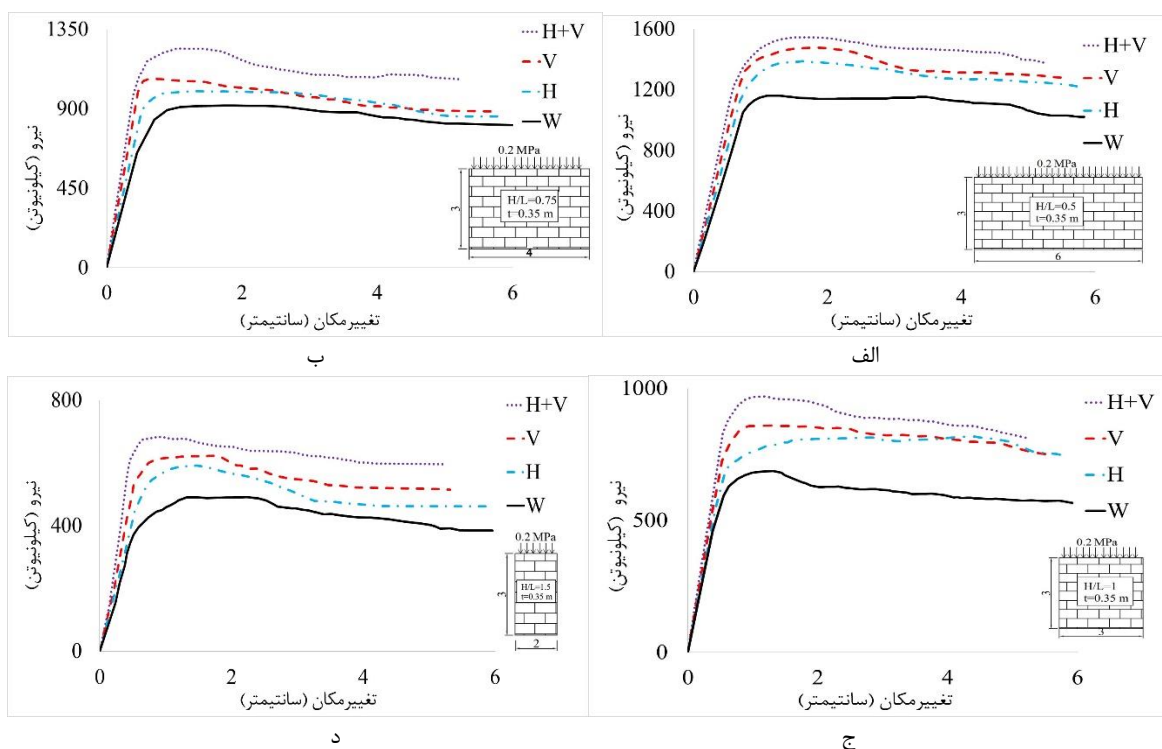 1600
1200
800
400
0
0
2
4
6
نیرو (کیلونیوتن)
تغییرمکان (سانتیمتر)
H+V
V
H
W
0.2 MPa
H/L=0.5
t=0.35 m
3
6
الف
1350
900
450
0
0
2
4
6
نیرو (کیلونیوتن)
تغییرمکان (سانتیمتر)
H+V
V
H
W
0.2 MPa
H/L=0.75
t=0.35 m
3
4
ب
1000
500
0
0
2
4
6
نیرو (کیلونیوتن)
تغییرمکان (سانتیمتر)
H+V
V
H
W
0.2 MPa
H/L=1
t=0.35 m
3
3
ج
800
400
0
0
2
4
6
نیرو (کیلونیوتن)
تغییرمکان (سانتیمتر)
H+V
V
H
W
0.2 MPa
H/L=1.5
t=0.35 m
3
2
د